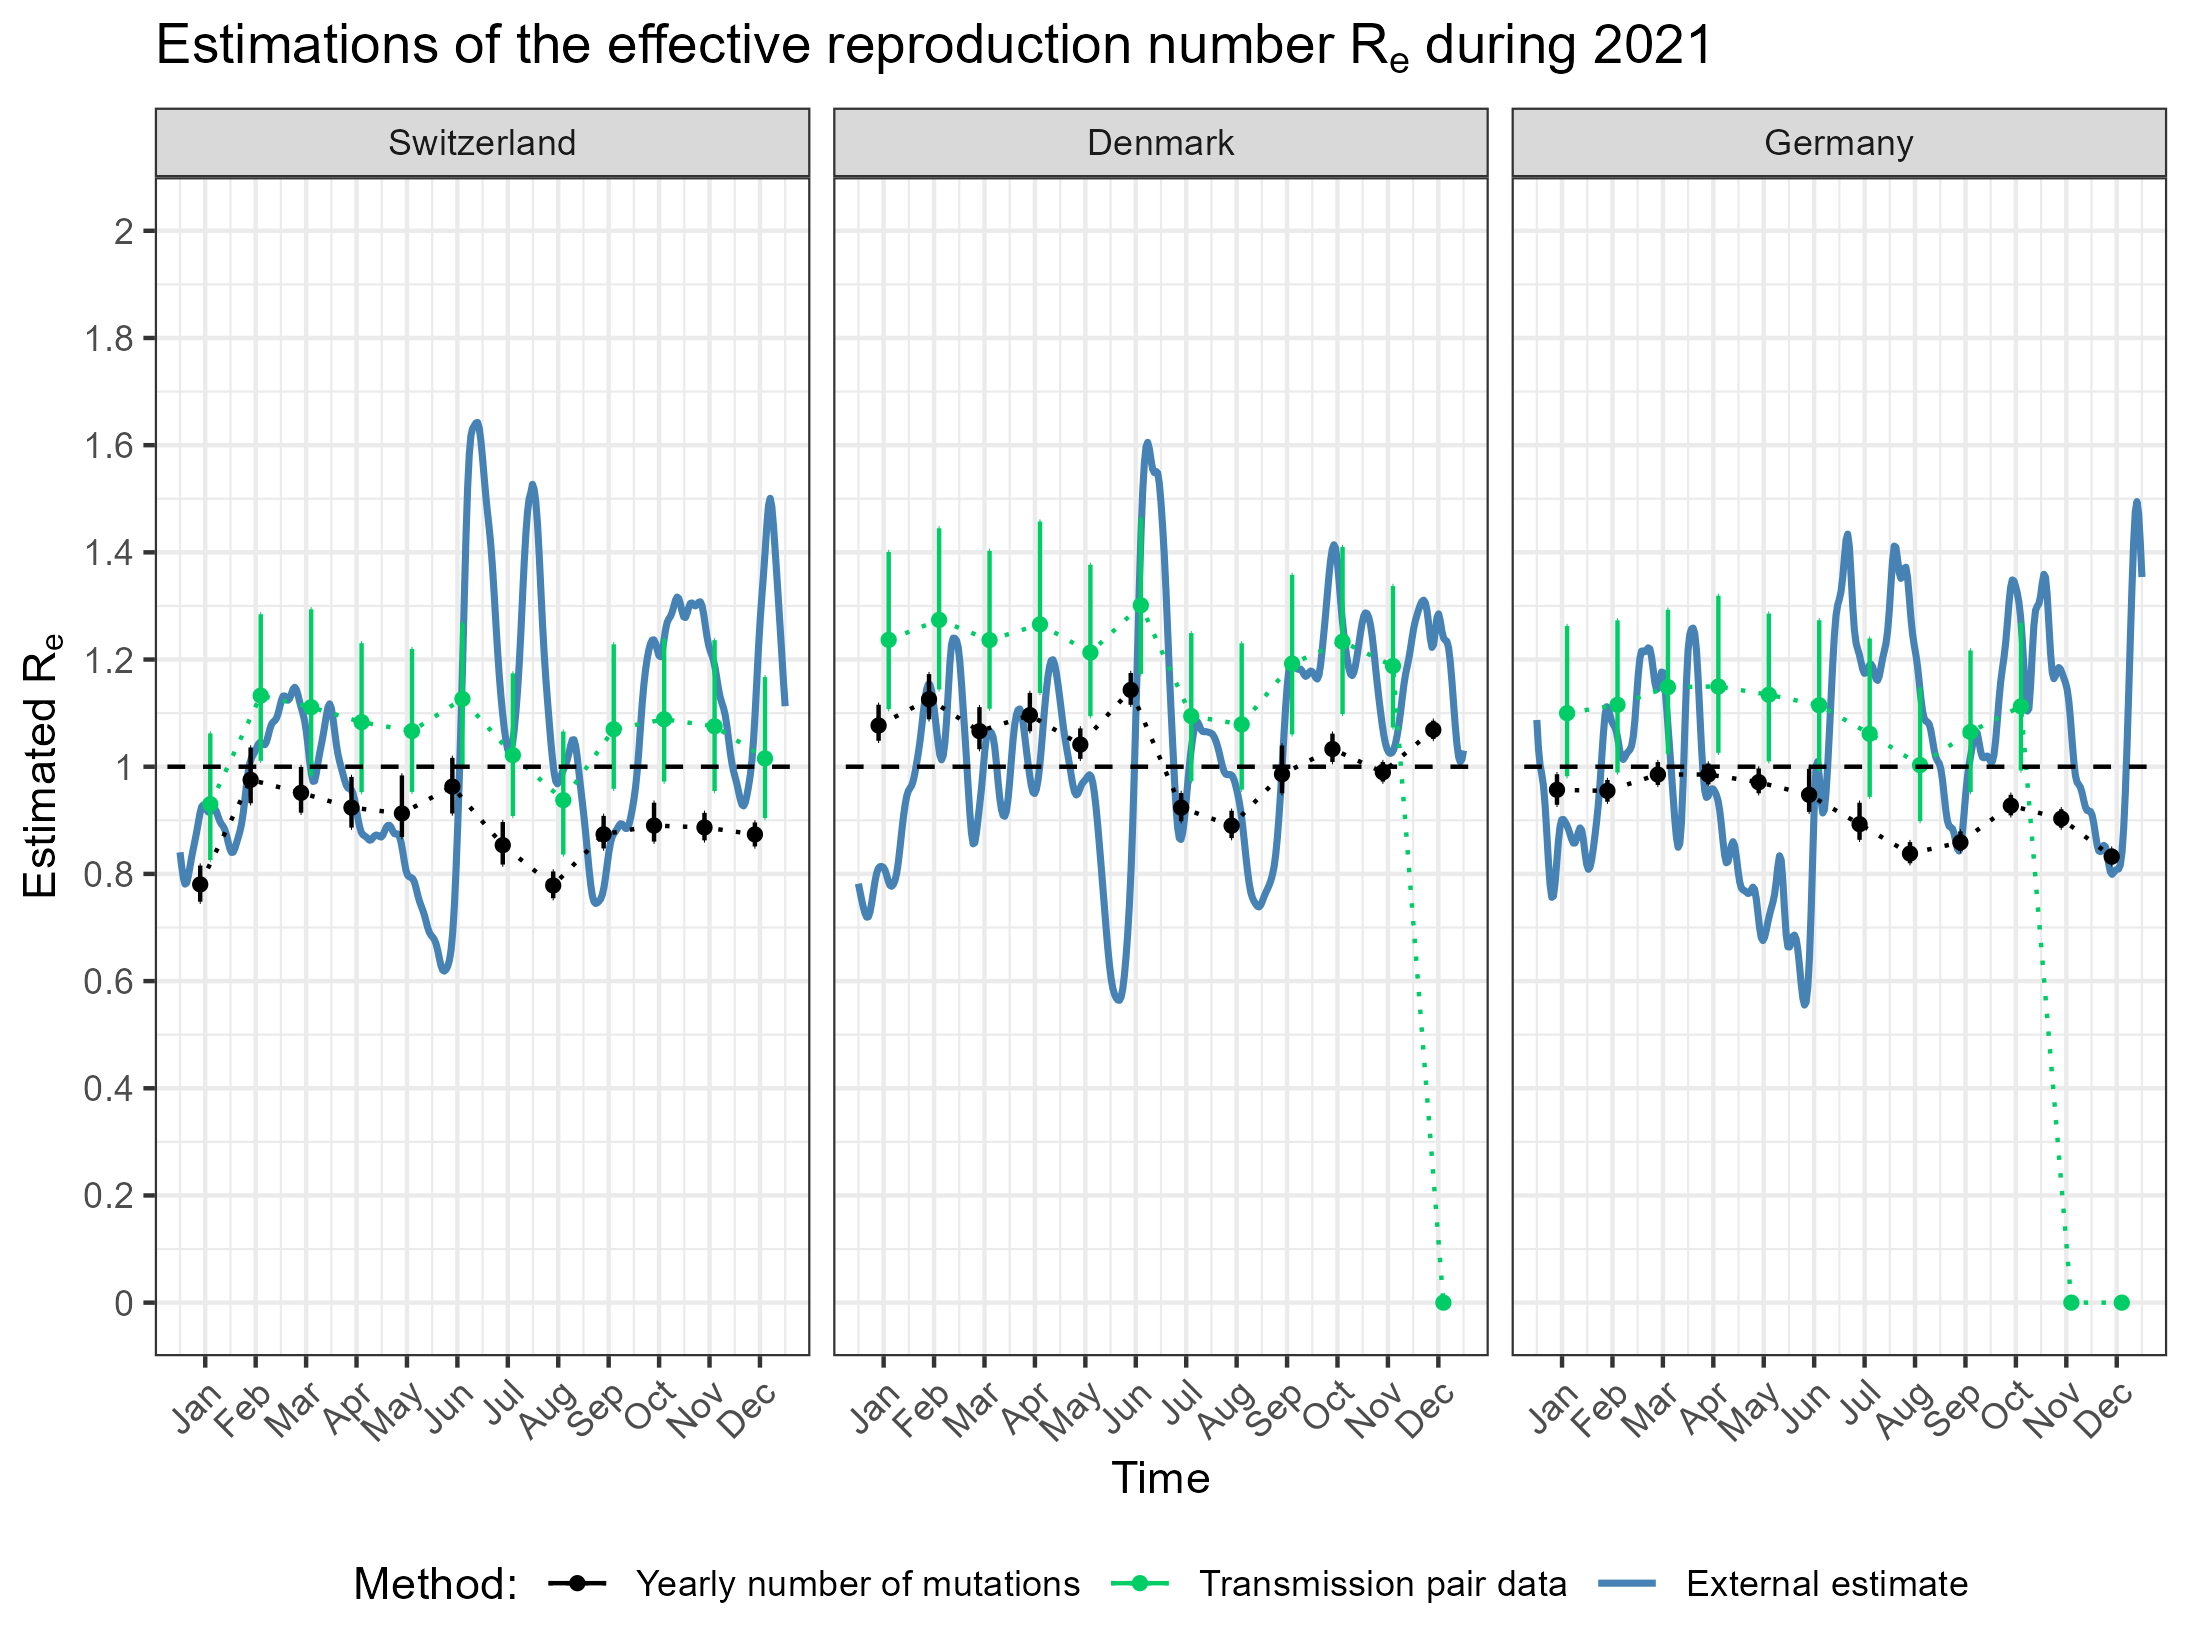 Estimations of the effective reproduction number Re during 2021
Switzerland
Denmark
Germany
Estimated Re
2
1.8
1.6
1.4
1.2
1
0.8
0.6
0.4
0.2
0
Jan Feb Mar Apr May Jun Jul Aug Sep Oct Nov Dec
Jan Feb Mar Apr May Jun Jul Aug Sep Oct Nov Dec
Jan Feb Mar Apr May Jun Jul Aug Sep Oct Nov Dec
Time
Method: Yearly number of mutations Transmission pair data External estimate